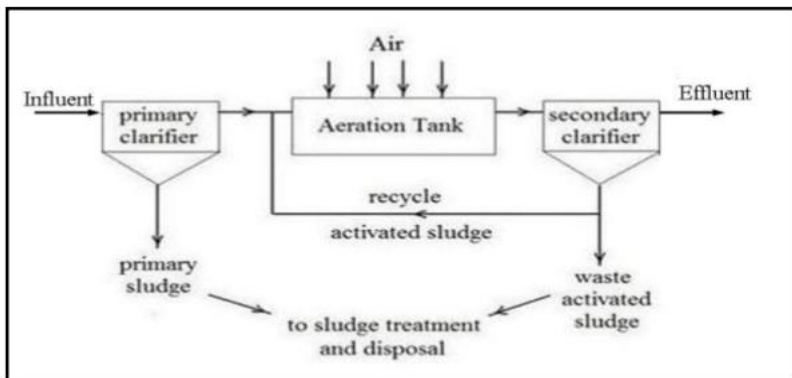 Air
Influent
primary
clarifier
Aeration Tank
secondary
clarifier
Effluent
recycle
activated sludge
primary
sludge
waste
activated
sludge
to sludge treatment
and disposal